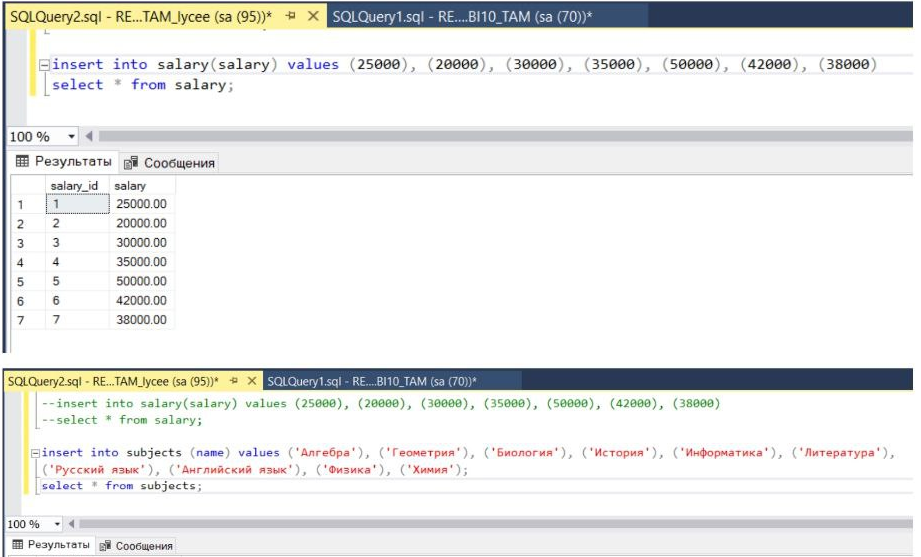 SQLQuery2.sql - RE...TAM_lycee (sa (95))* SQLQuery1.sql - RE....BI10_TAM (sa (70))*
insert into salary(salary) values (25000), (20000), (30000), (35000), (50000), (42000), (38000)
select * from salary;
100 %
Результаты Сообщения
salary_id salary
1 1 25000.00
2 2 20000.00
3 3 30000.00
4 4 35000.00
5 5 50000.00
6 6 42000.00
7 7 38000.00
SQLQuery2.sql - RE...TAM_lycee (sa (95))* SQLQuery1.sql - RE....BI10_TAM (sa (70))*
--insert into salary(salary) values (25000), (20000), (30000), (35000), (50000), (42000), (38000)
--select * from salary;
insert into subjects (name) values ('Алгебра'), ('Геометрия'), ('Биология'), ('История'), ('Информатика'), ('Литература'),
('Русский язык'), ('Английский язык'), ('Физика'), ('Химия');
select * from subjects;
100 %
Результаты Сообщения